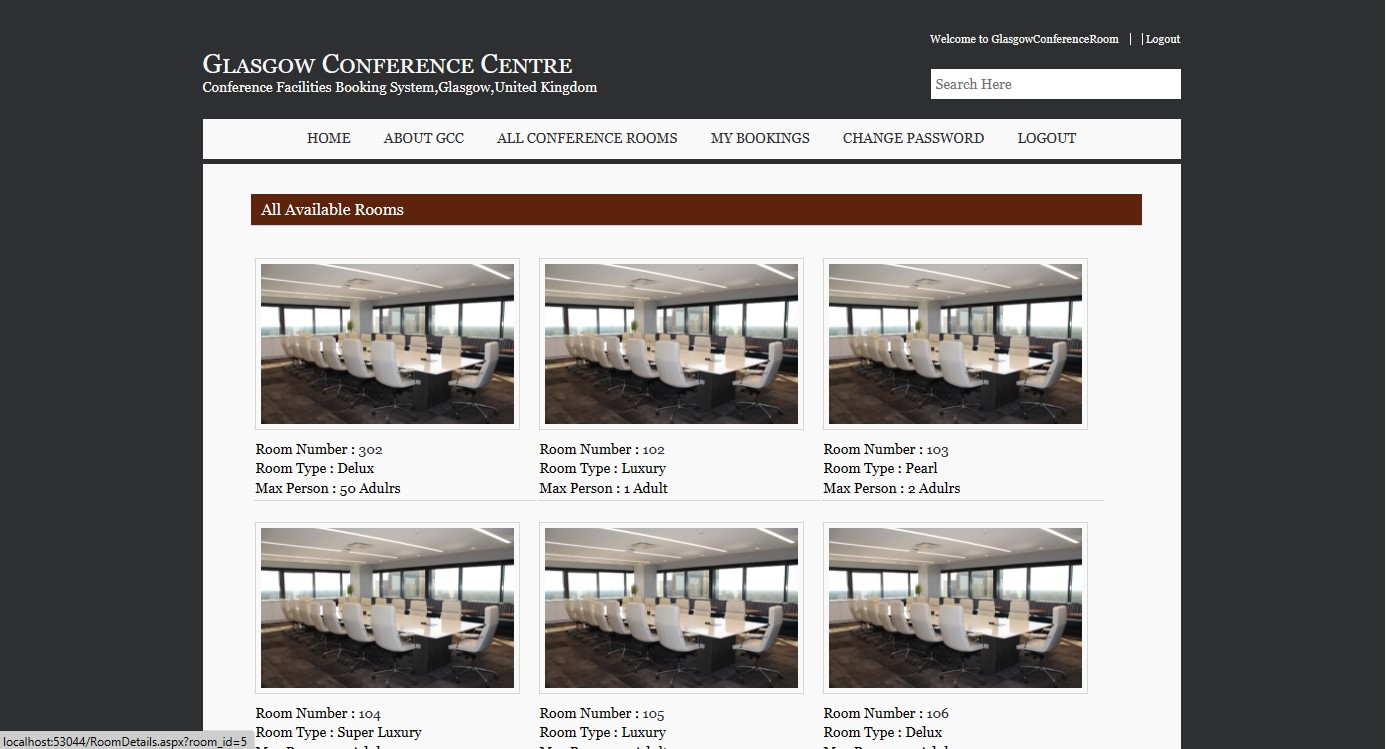 Welcome to GlasgowConferenceRoom | | Logout
Glasgow Conference Centre
Conference Facilities Booking System,Glasgow,United Kingdom
Search Here
HOME ABOUT GCC ALL CONFERENCE ROOMS MY BOOKINGS CHANGE PASSWORD LOGOUT
All Available Rooms
Room Number : 302
Room Type : Delux
Max Person : 50 Adulrs
Room Number : 102
Room Type : Luxury
Max Person : 1 Adult
Room Number : 103
Room Type : Pearl
Max Person : 2 Adulrs
Room Number : 104
Room Type : Super Luxury
Room Number : 105
Room Type : Luxury
Room Number : 106
Room Type : Delux
localhost:53044/RoomDetails.aspx?room_id=5